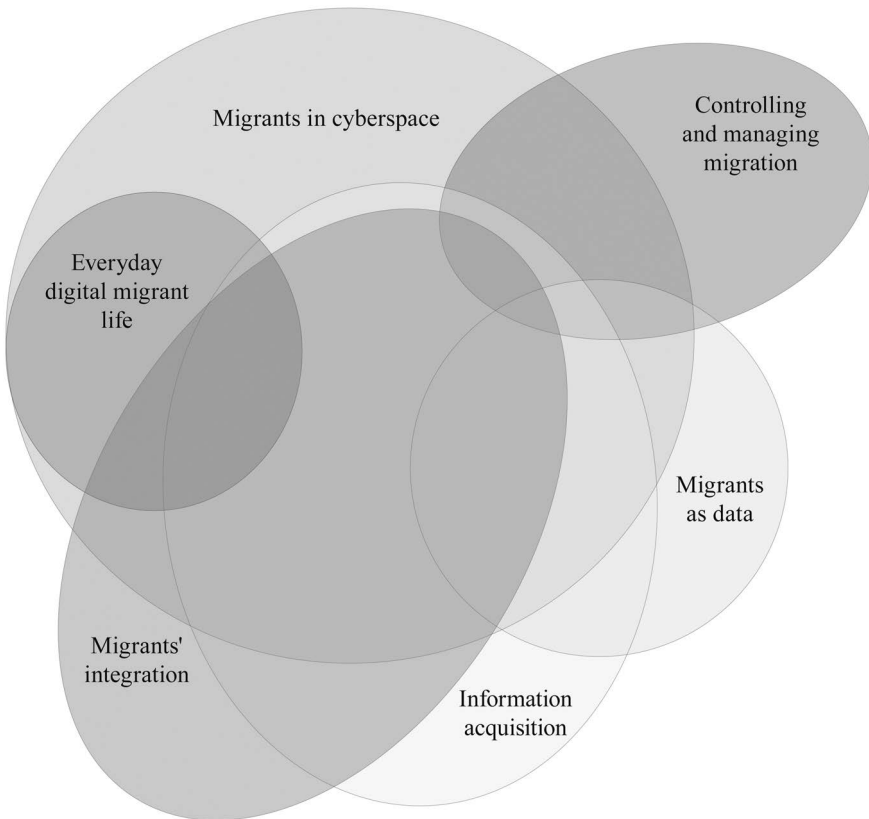 Migrants in cyberspace
Controlling
and managing
migration
Everyday
digital migrant
life
Migrants
as data
Migrants'
integration
Information
acquisition